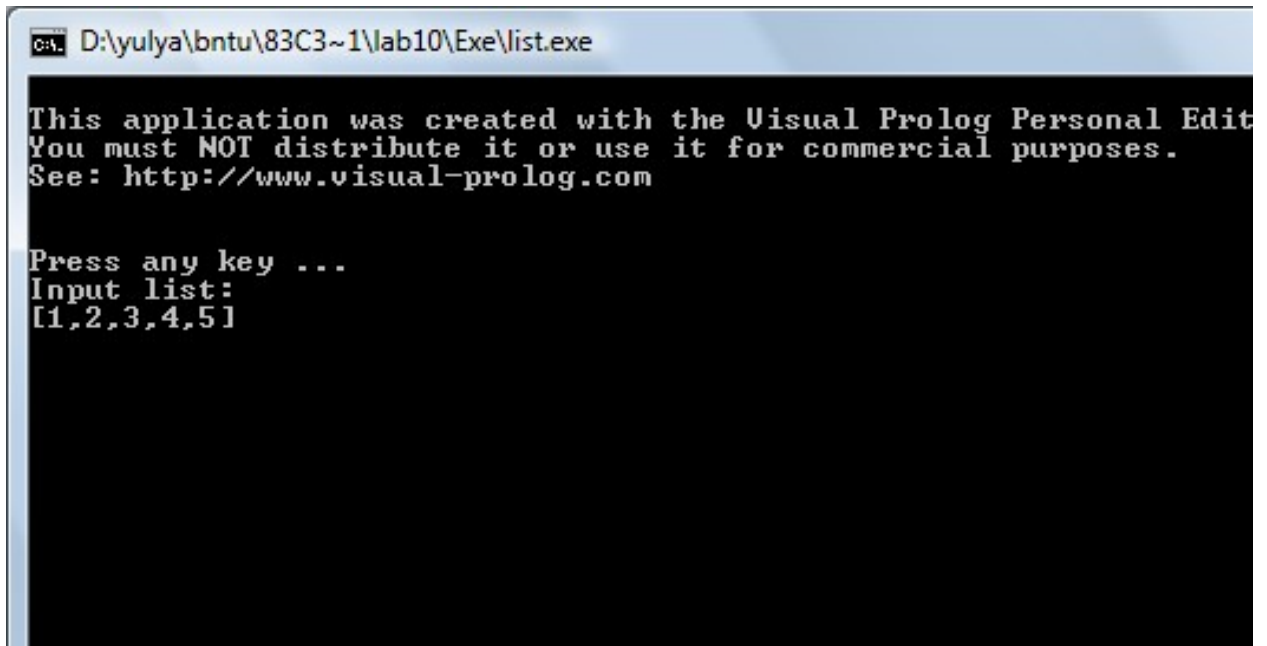 D:\yulya\bntu\83C3~1\lab10\Exe\list.exe
This application was created with the Visual Prolog Personal Edit
You must NOT distribute it or use it for commercial purposes.
See: http://www.visual-prolog.com
Press any key ...
Input list:
[1,2,3,4,5]